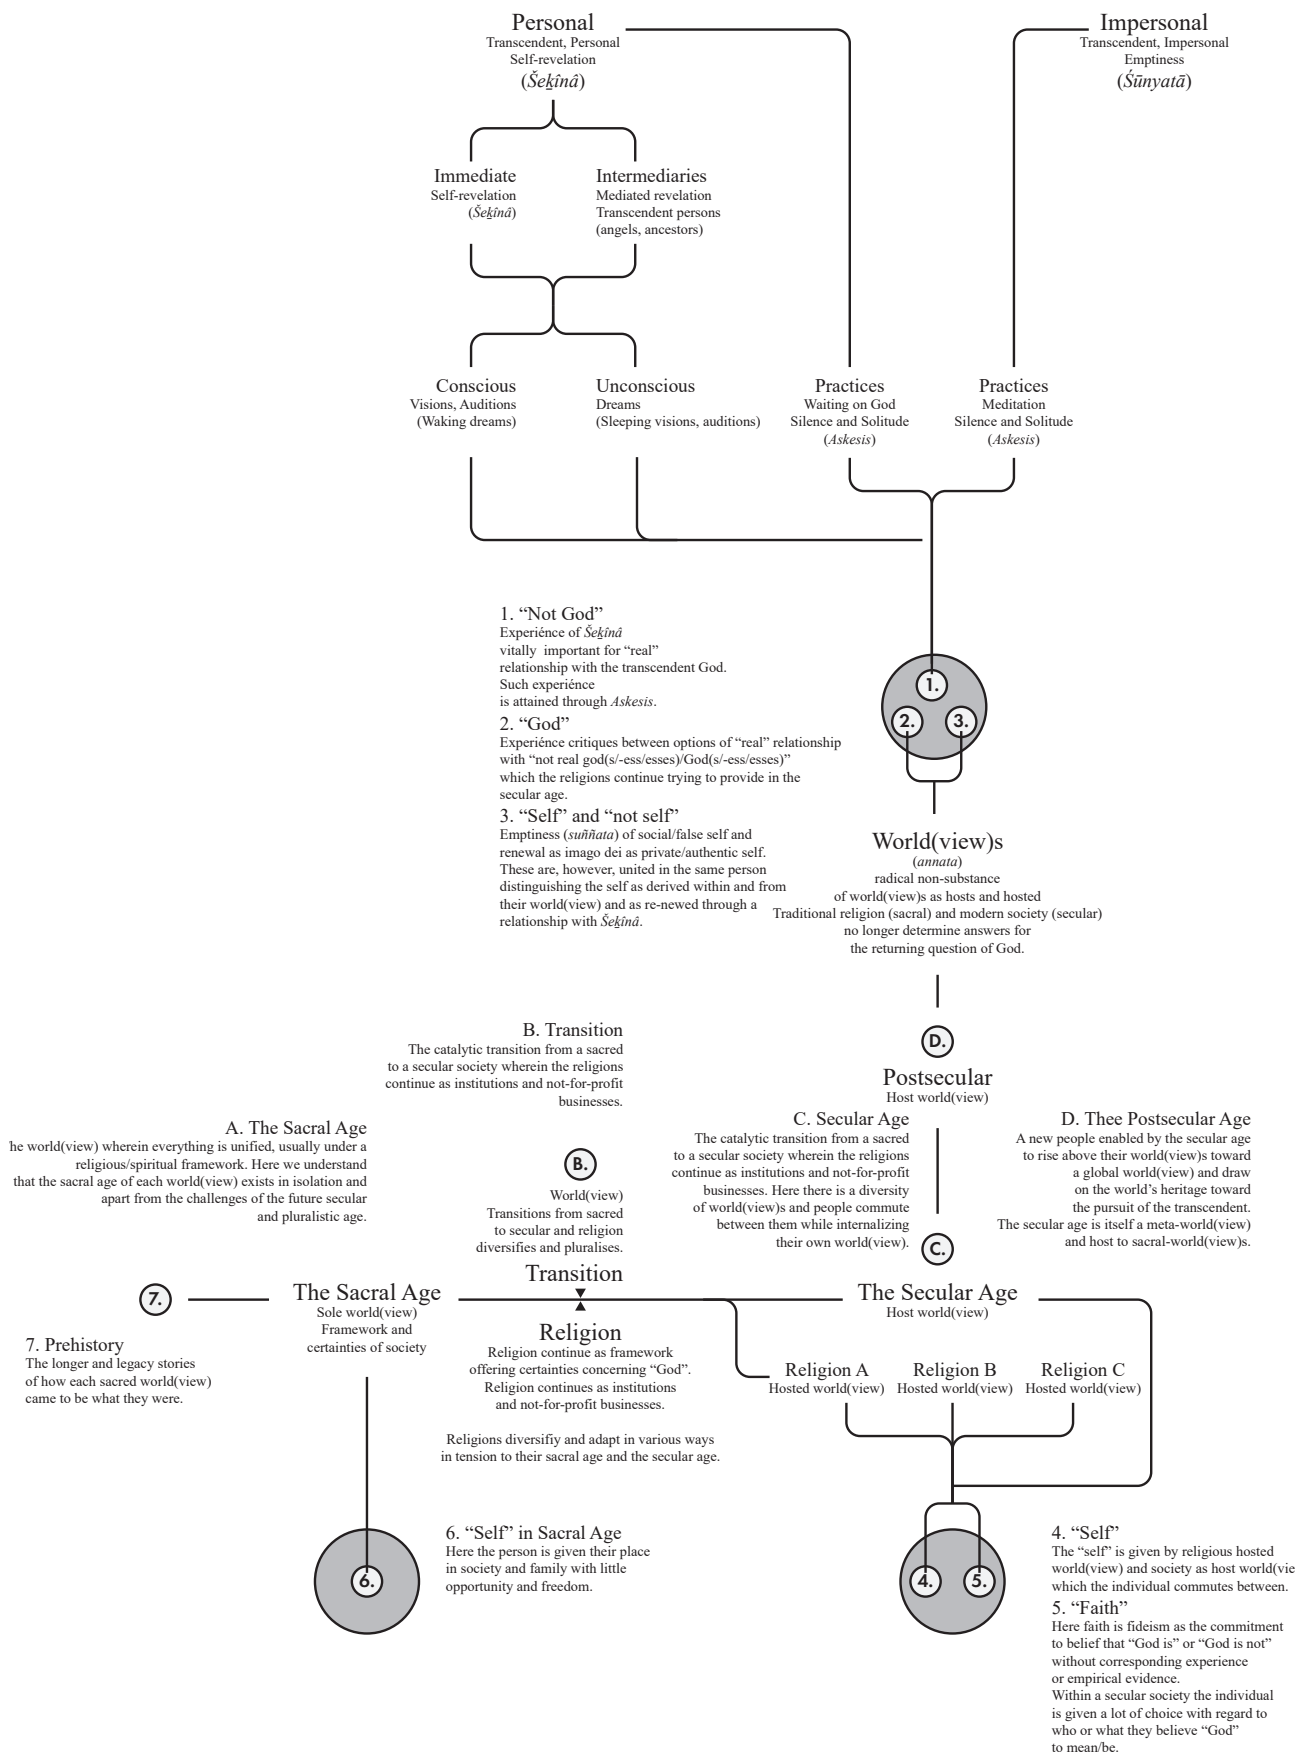 Personal
Transcendent, Personal
Self-revelation
(Šeḵînâ)
Impersonal
Transcendent, Impersonal
Emptiness
(Śūnyatā)
Immediate
Self-revelation
(Šeḵînâ)
Intermediaries
Mediated revelation
Transcendent persons
(angels, ancestors)
Conscious
Visions, Auditions
(Waking dreams)
Unconscious
Dreams
(Sleeping visions, auditions)
Practices
Waiting on God
Silence and Solitude
(Askesis)
Practices
Meditation
Silence and Solitude
(Askesis)
1. “Not God”
Experiénce of Šeḵînâ
vitally important for “real”
relationship with the transcendent God.
Such experiénce
is attained through Askesis.
2. “God”
Experiénce critiques between options of “real” relationship
with “not real god(s/-ess/esses)/God(s/-ess/esses)”
which the religions continue trying to provide in the
secular age.
3. “Self” and “not self”
Emptiness (suññata) of social/false self and
renewal as imago dei as private/authentic self.
These are, however, united in the same person
distinguishing the self as derived within and from
their world(view) and as re-newed through a
relationship with Šeḵînâ.
1.
2.
3.
World(view)s
(annata)
radical non-substance
of world(view)s as hosts and hosted
Traditional religion (sacral) and modern society (secular)
no longer determine answers for
the returning question of God.
D.
Postsecular
Host world(view)
B. Transition
The catalytic transition from a sacred
to a secular society wherein the religions
continue as institutions and not-for-profit
businesses.
A. The Sacral Age
he world(view) wherein everything is unified, usually under a
religious/spiritual framework. Here we understand
that the sacral age of each world(view) exists in isolation and
apart from the challenges of the future secular
and pluralistic age.
B.
World(view)
Transitions from sacred
to secular and religion
diversifies and pluralises.
C. Secular Age
The catalytic transition from a sacred
to a secular society wherein the religions
continue as institutions and not-for-profit
businesses. Here there is a diversity
of world(view)s and people commute
between them while internalizing
their own world(view).
C.
D. Thee Postsecular Age
A new people enabled by the secular age
to rise above their world(view)s toward
a global world(view) and draw
on the world’s heritage toward
the pursuit of the transcendent.
The secular age is itself a meta-world(view)
and host to sacral-world(view)s.
7.
7. Prehistory
The longer and legacy stories
of how each sacred world(view)
came to be what they were.
The Sacral Age
Sole world(view)
Framework and
certainties of society
Transition
Religion
Religion continue as framework
offering certainties concerning “God”.
Religion continues as institutions
and not-for-profit businesses.
Religions diversifiy and adapt in various ways
in tension to their sacral age and the secular age.
The Secular Age
Host world(view)
Religion A
Hosted world(view)
Religion B
Hosted world(view)
Religion C
Hosted world(view)
6.
6. “Self” in Sacral Age
Here the person is given their place
in society and family with little
opportunity and freedom.
4.
5.
4. “Self”
The “self” is given by religious hosted
world(view) and society as host world(vie
which the individual commutes between.
5. “Faith”
Here faith is fideism as the commitment
to belief that “God is” or “God is not”
without corresponding experience
or empirical evidence.
Within a secular society the individual
is given a lot of choice with regard to
who or what they believe “God”
to mean/be.